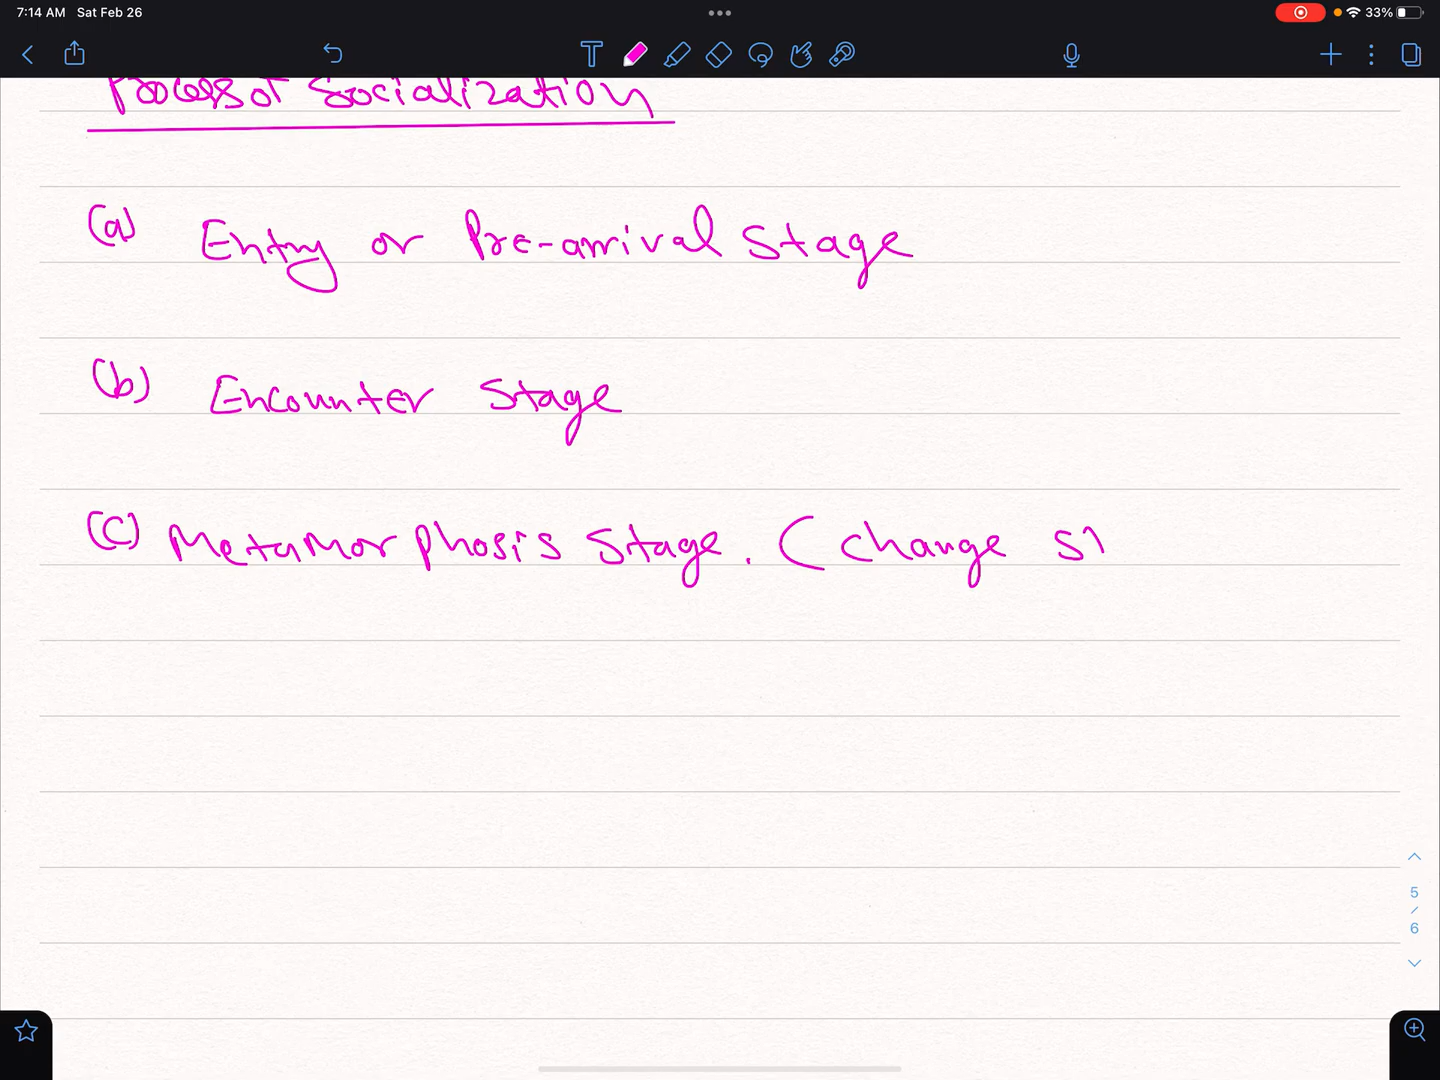 7:14 AM Sat Feb 26
33%
Process of Socialization
(a) Entry or Pre-arrival Stage
(b) Encounter Stage
(c) Metamorphosis Stage. (Change
5
/
6